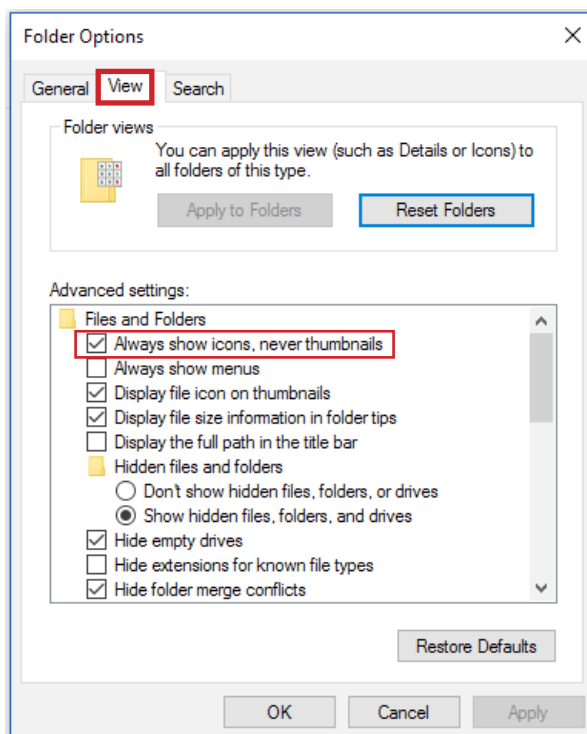 Folder Options
General View Search
Folder views
You can apply this view (such as Details or Icons) to
all folders of this type.
Apply to Folders Reset Folders
Advanced settings:
Files and Folders
Always show icons, never thumbnails
Always show menus
Display file icon on thumbnails
Display file size information in folder tips
Display the full path in the title bar
Hidden files and folders
Don't show hidden files, folders, or drives
Show hidden files, folders, and drives
Hide empty drives
Hide extensions for known file types
Hide folder merge conflicts
Restore Defaults
OK Cancel Apply